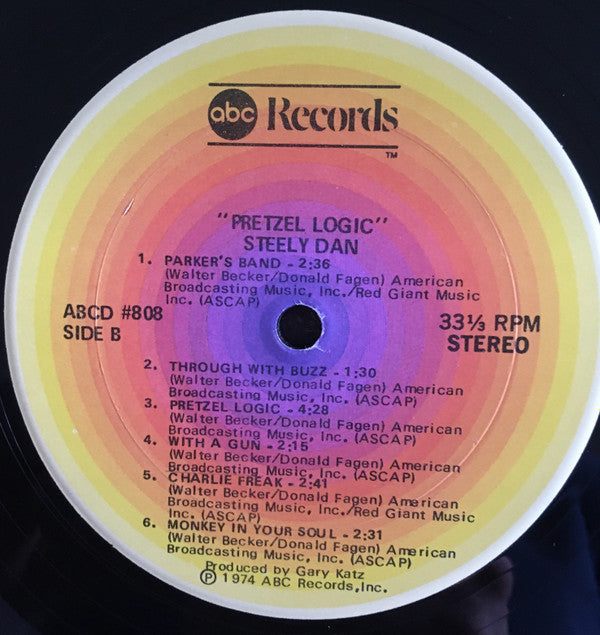 abc Records
TM
"PRETZEL LOGIC"
STEELY DAN
1. PARKER'S BAND - 2:36
(Walter Becker/Donald Fagen) American
Broadcasting Music, Inc./Red Giant Music
Inc. (ASCAP)
ABCD #808
SIDE B
33⅓ RPM
STEREO
2. THROUGH WITH BUZZ - 1:30
(Walter Becker/Donald Fagen) American
Broadcasting Music, Inc. (ASCAP)
3. PRETZEL LOGIC - 4:28
(Walter Becker/Donald Fagen) American
Broadcasting Music, Inc. (ASCAP)
4. WITH A GUN - 2:15
(Walter Becker/Donald Fagen) American
Broadcasting Music, Inc. (ASCAP)
5. CHARLIE FREAK - 2:41
(Walter Becker/Donald Fagen) American
Broadcasting Music, Inc./Red Giant Music
Inc. (ASCAP)
6. MONKEY IN YOUR SOUL - 2:31
(Walter Becker/Donald Fagen) American
Broadcasting Music, Inc. (ASCAP)
Produced by Gary Katz
Ⓟ 1974 ABC Records, Inc.